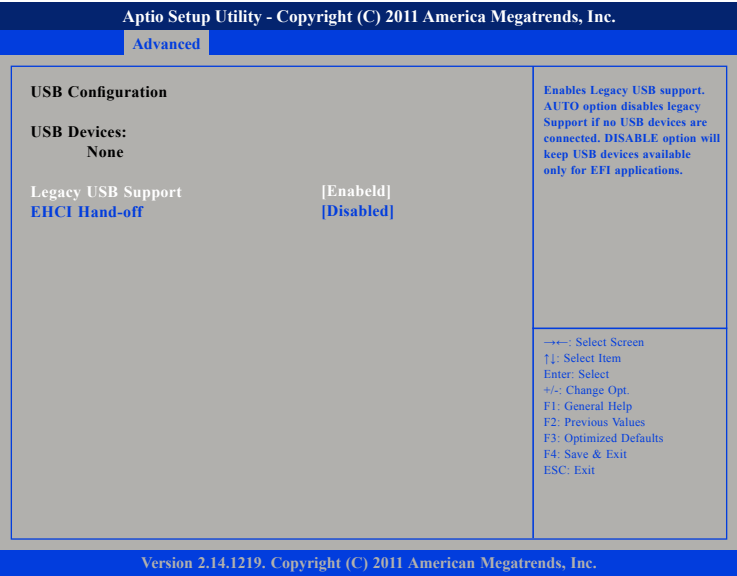 Aptio Setup Utility - Copyright (C) 2011 America Megatrends, Inc.
Advanced
USB Configuration
USB Devices:
None
Legacy USB Support [Enabeld]
EHCI Hand-off [Disabled]
Enables Legacy USB support.
AUTO option disables legacy
Support if no USB devices are
connected. DISABLE option will
keep USB devices available
only for EFI applications.
→←: Select Screen
↑↓: Select Item
Enter: Select
+/-: Change Opt.
F1: General Help
F2: Previous Values
F3: Optimized Defaults
F4: Save & Exit
ESC: Exit
Version 2.14.1219. Copyright (C) 2011 American Megatrends, Inc.